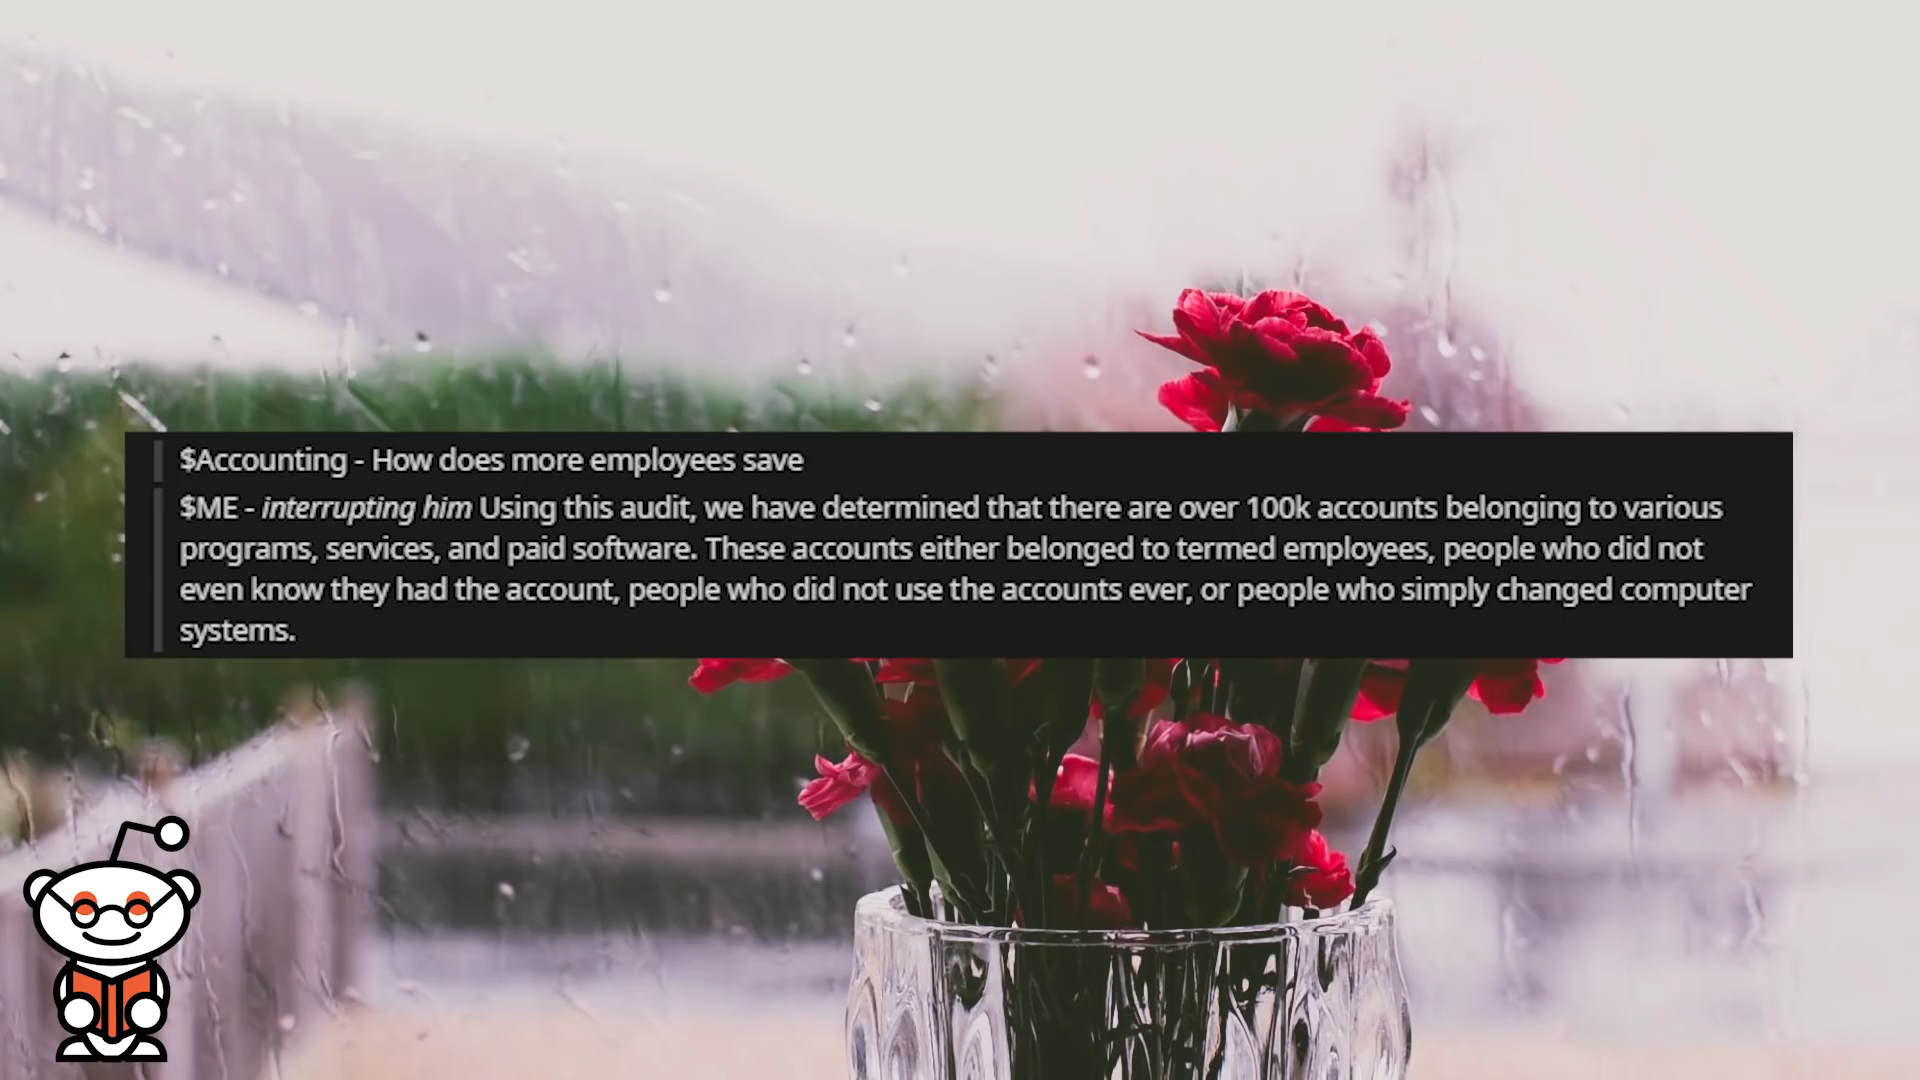 $Accounting - How does more employees save
$ME - interrupting him Using this audit, we have determined that there are over 100k accounts belonging to various
programs, services, and paid software. These accounts either belonged to termed employees, people who did not
even know they had the account, people who did not use the accounts ever, or people who simply changed computer
systems.